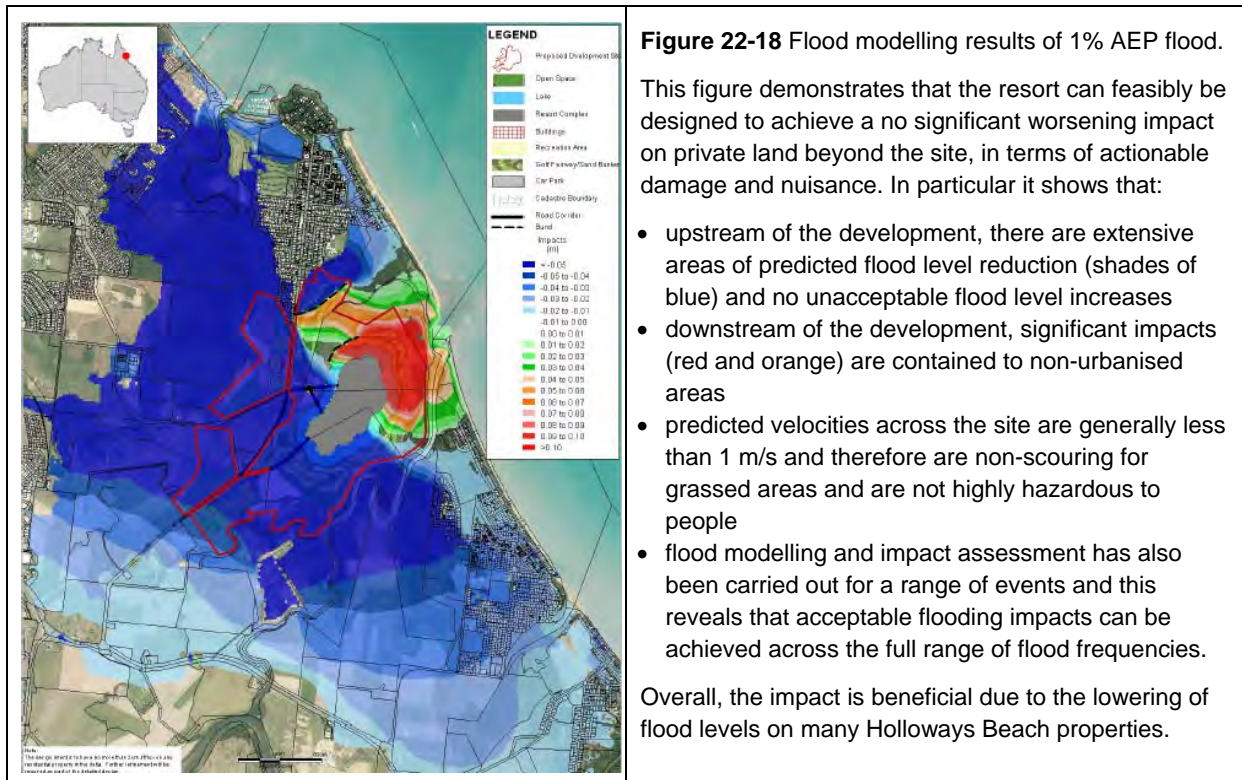 LEGEND
Proposed Development Site
Open Space
Lake
Resort Complex
Buildings
Recreation Area
Golf Fairway/Sand Bunker
Car Park
Cadastre Boundary
Road Corridor
Bund
Impacts
(m)
< -0.05
-0.05 to -0.04
-0.04 to -0.03
-0.03 to -0.02
-0.02 to -0.01
-0.01 to 0.00
0.00 to 0.01
0.01 to 0.02
0.02 to 0.03
0.03 to 0.04
0.04 to 0.05
0.05 to 0.06
0.06 to 0.07
0.07 to 0.08
0.08 to 0.09
0.09 to 0.10
>0.10
Figure 22-18 Flood modelling results of 1% AEP flood.
This figure demonstrates that the resort can feasibly be
designed to achieve a no significant worsening impact
on private land beyond the site, in terms of actionable
damage and nuisance. In particular it shows that:
• upstream of the development, there are extensive
areas of predicted flood level reduction (shades of
blue) and no unacceptable flood level increases
• downstream of the development, significant impacts
(red and orange) are contained to non-urbanised
areas
• predicted velocities across the site are generally less
than 1 m/s and therefore are non-scouring for
grassed areas and are not highly hazardous to
people
• flood modelling and impact assessment has also
been carried out for a range of events and this
reveals that acceptable flooding impacts can be
achieved across the full range of flood frequencies.
Overall, the impact is beneficial due to the lowering of
flood levels on many Holloways Beach properties.